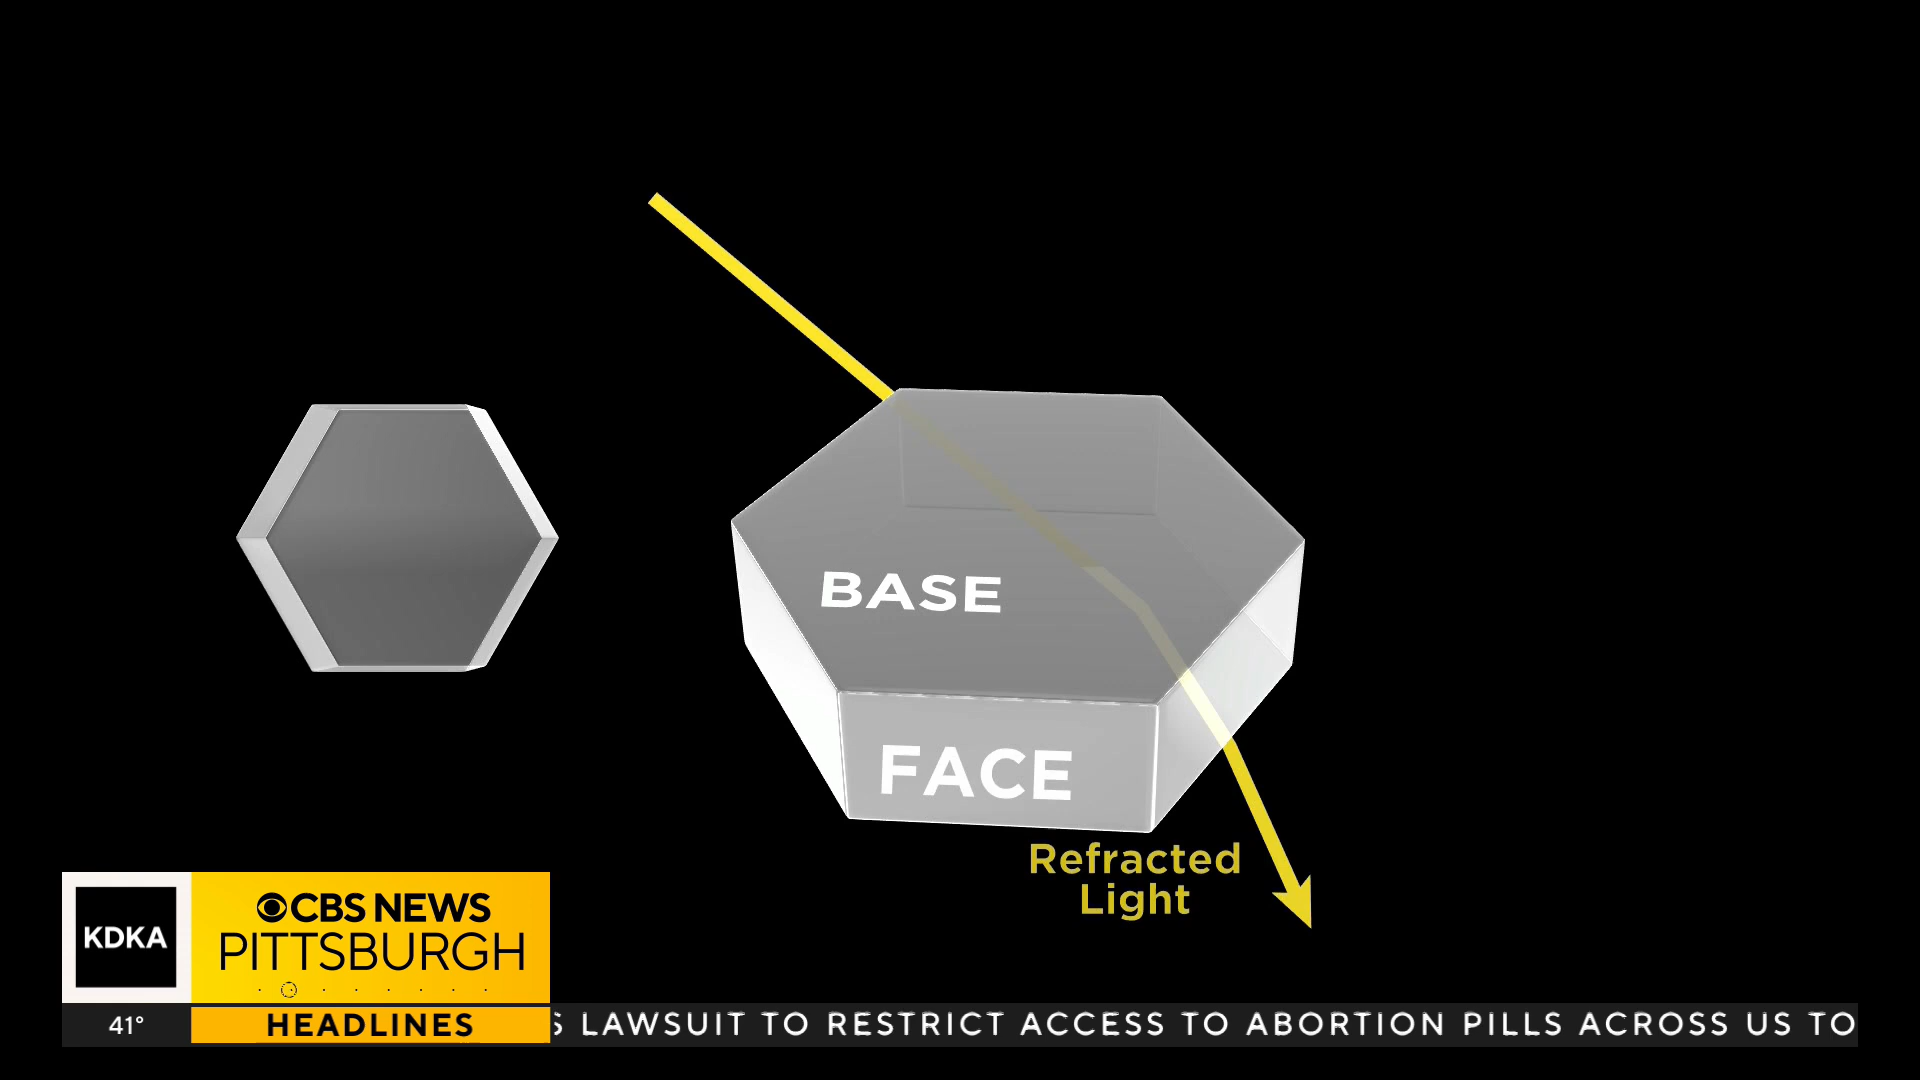 BASE
FACE
Refracted
Light
KDKA
CBS NEWS
PITTSBURGH
41°
HEADLINES
LAWSUIT TO RESTRICT ACCESS TO ABORTION PILLS ACROSS US TO